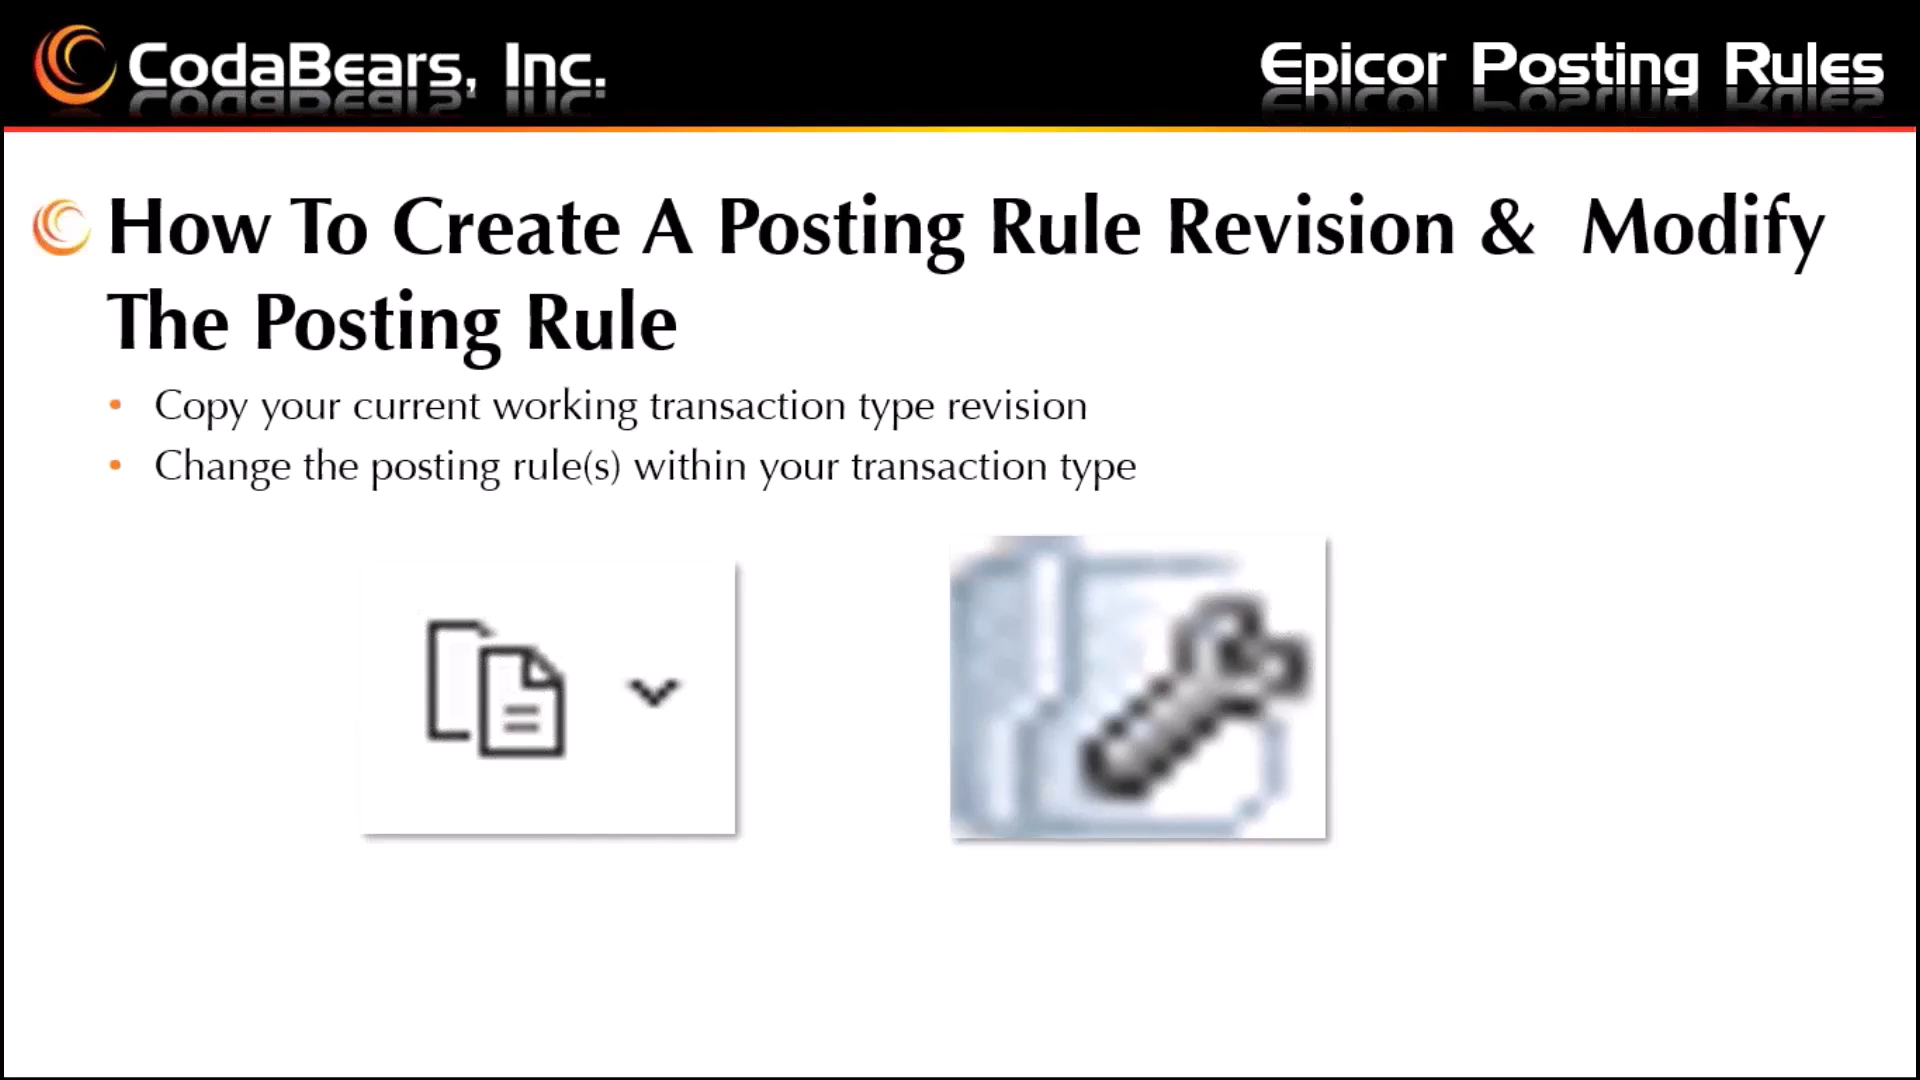 CodaBears, Inc.
Epicor Posting Rules
How To Create A Posting Rule Revision & Modify
The Posting Rule
• Copy your current working transaction type revision
• Change the posting rule(s) within your transaction type